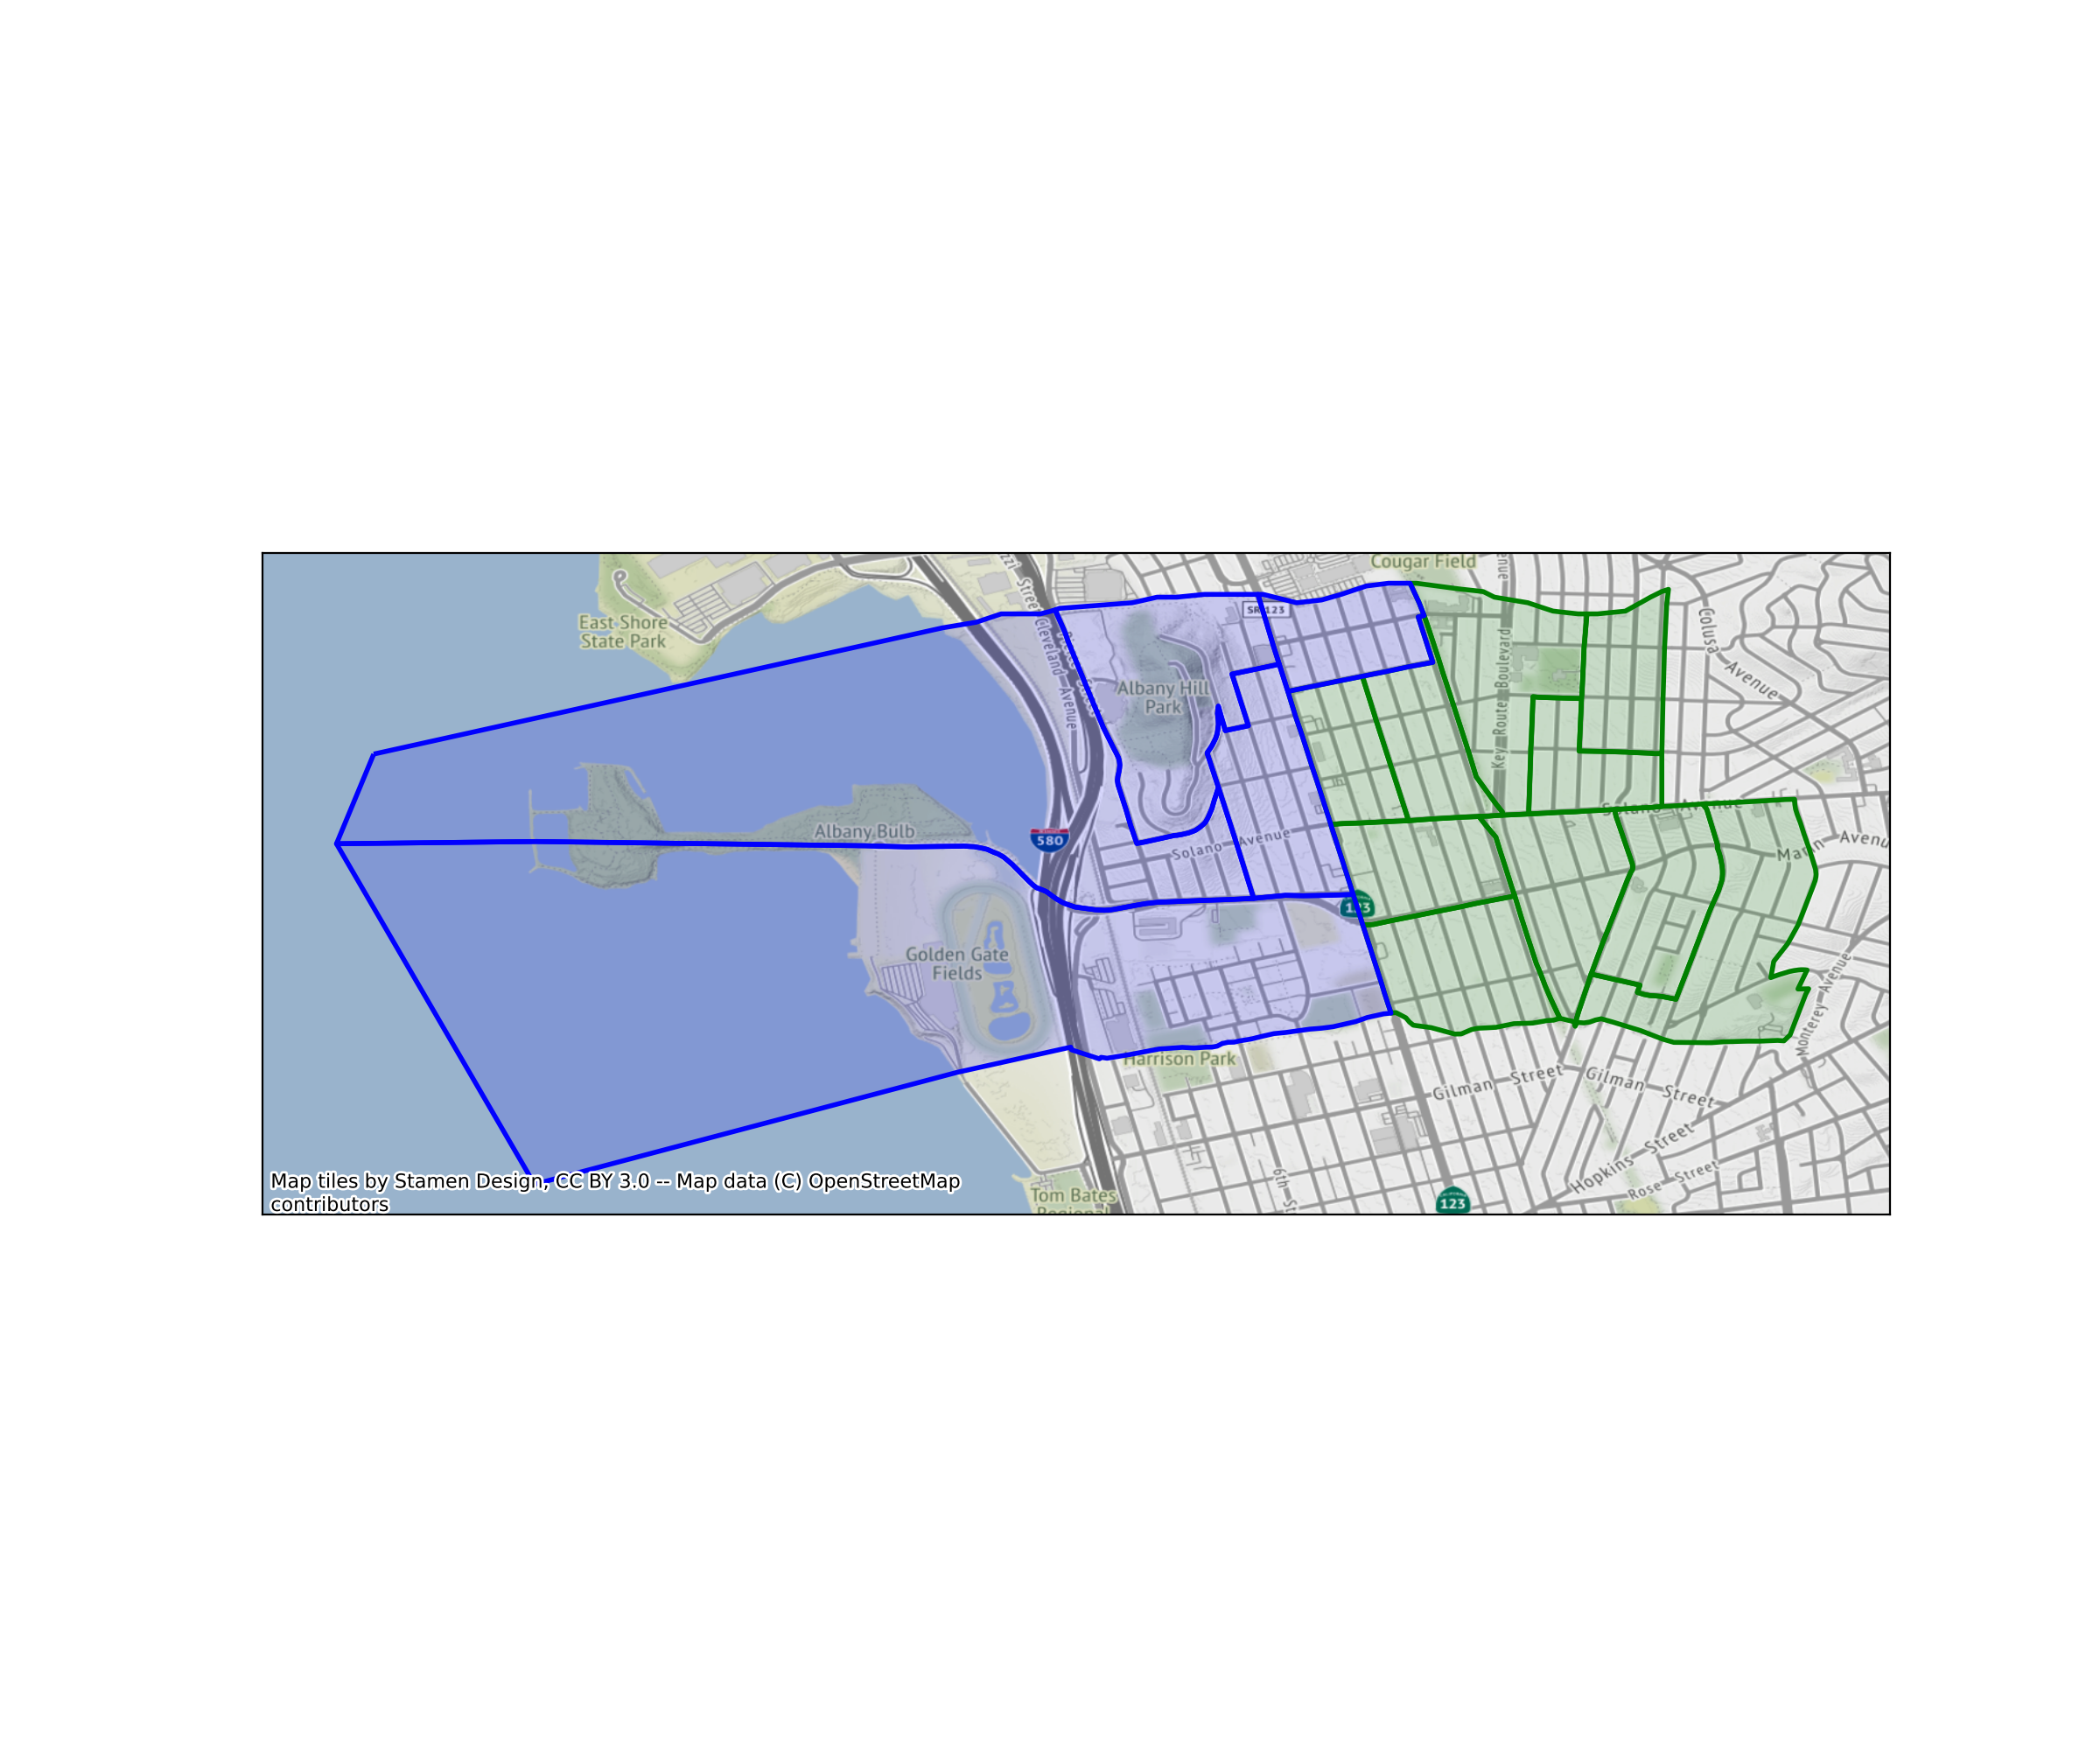 Cougar Field
East Shore
State Park
Street
Cleveland Avenue
SR 123
Key Route Boulevard
Colusa Avenue
Albany Hill
Park
Albany Bulb
580
Solano Avenue
Solano Avenue
Marin Avenu
123
Golden Gate
Fields
Harrison Park
Monterey Avenue
Gilman Street
Gilman Street
Hopkins Street
Rose Street
6th St
Tom Bates
Regional
123
Map tiles by Stamen Design, CC BY 3.0 -- Map data (C) OpenStreetMap
contributors